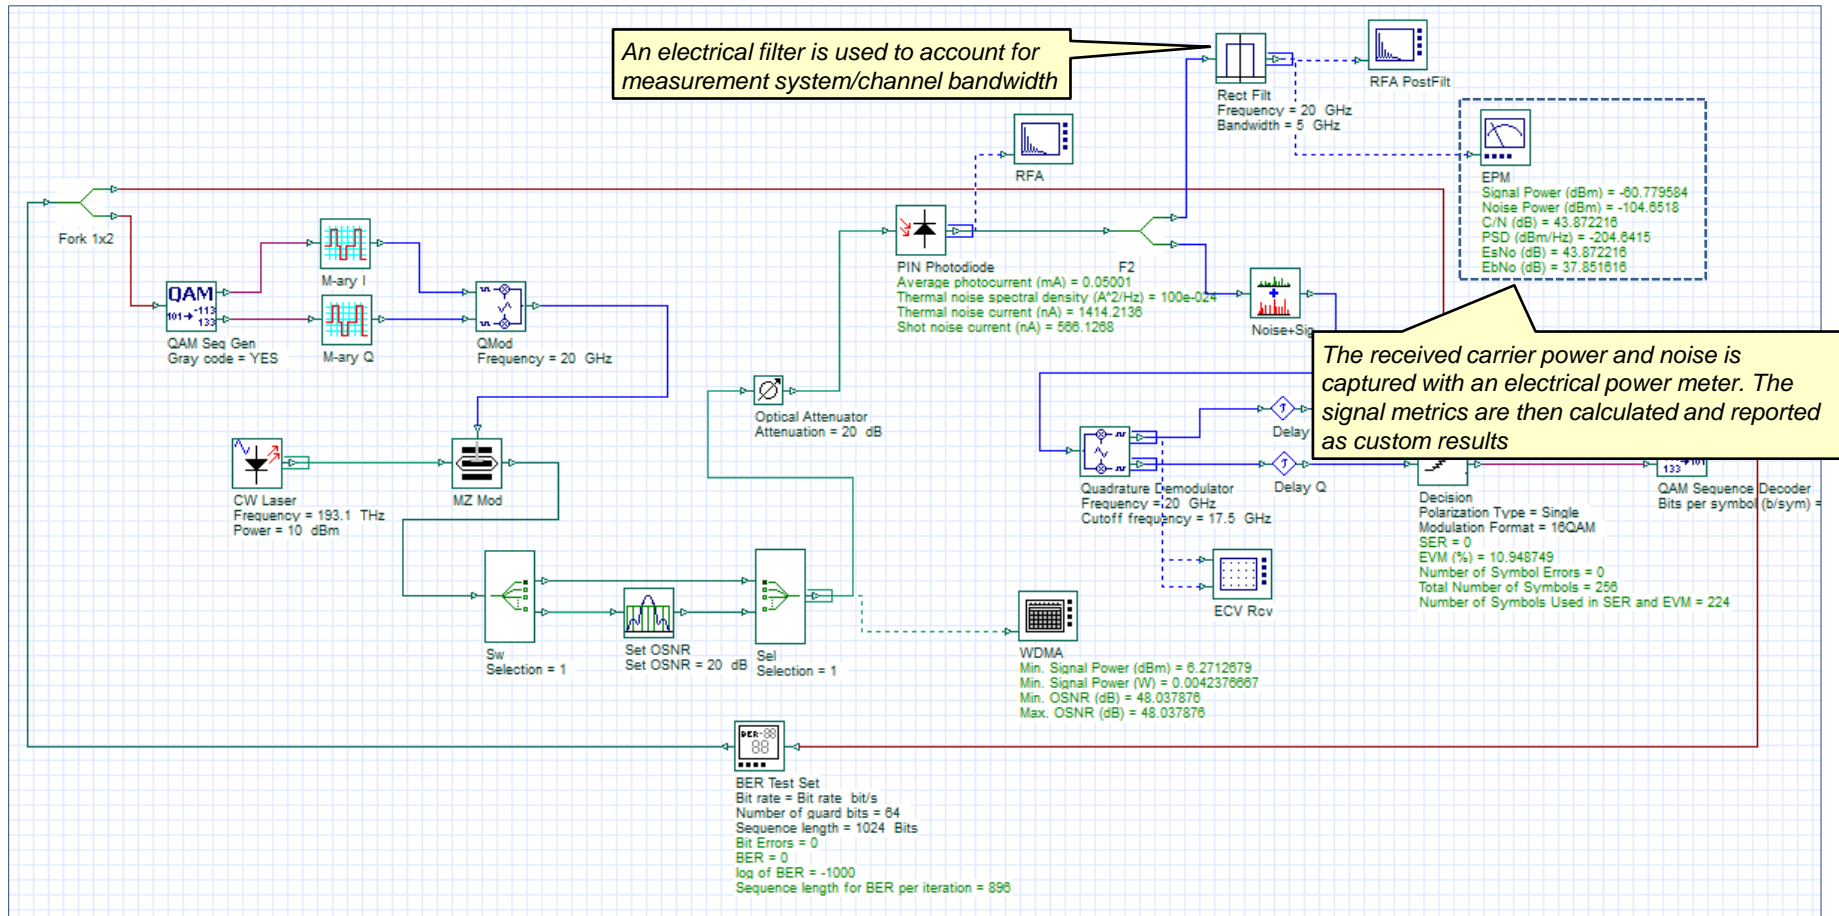 An electrical filter is used to account for
measurement system/channel bandwidth
RFA PostFilt
Rect Filt
Frequency = 20 GHz
Bandwidth = 5 GHz
RFA
EPM
Signal Power (dBm) = -60.779584
Noise Power (dBm) = -104.6518
C/N (dB) = 43.872216
PSD (dBm/Hz) = -204.6415
EsNo (dB) = 43.872216
EbNo (dB) = 37.851616
Fork 1x2
M-ary I
QAM
101→ -113
133
QAM Seq Gen
Gray code = YES
M-ary Q
QMod
Frequency = 20 GHz
PIN Photodiode
Average photocurrent (mA) = 0.05001
Thermal noise spectral density (A^2/Hz) = 100e-024
Thermal noise current (nA) = 1414.2136
Shot noise current (nA) = 566.1268
F2
Noise+Sig
The received carrier power and noise is
captured with an electrical power meter. The
signal metrics are then calculated and reported
as custom results
Optical Attenuator
Attenuation = 20 dB
CW Laser
Frequency = 193.1 THz
Power = 10 dBm
MZ Mod
Delay
Delay Q
Quadrature Demodulator
Frequency = 20 GHz
Cutoff frequency = 17.5 GHz
Decision
Polarization Type = Single
Modulation Format = 16QAM
SER = 0
EVM (%) = 10.948749
Number of Symbol Errors = 0
Total Number of Symbols = 256
Number of Symbols Used in SER and EVM = 224
133 →101
QAM Sequence Decoder
Bits per symbol (b/sym) =
ECV Rcv
Sw
Selection = 1
Set OSNR
Set OSNR = 20 dB
Sel
Selection = 1
WDMA
Min. Signal Power (dBm) = 6.2712679
Min. Signal Power (W) = 0.0042376667
Min. OSNR (dB) = 48.037876
Max. OSNR (dB) = 48.037876
BER Test Set
Bit rate = Bit rate bit/s
Number of guard bits = 64
Sequence length = 1024 Bits
Bit Errors = 0
BER = 0
log of BER = -1000
Sequence length for BER per iteration = 896